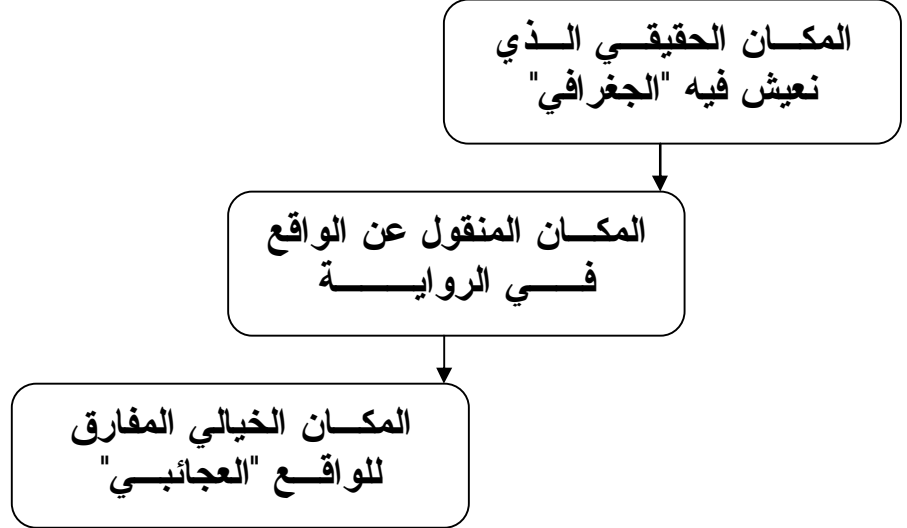 المكان الحقيقي الذي
نعيش فيه "الجغرافي"
المكان المنقول عن الواقع
في الرواية
المكان الخيالي المفارق
للواقع "العجائبي"